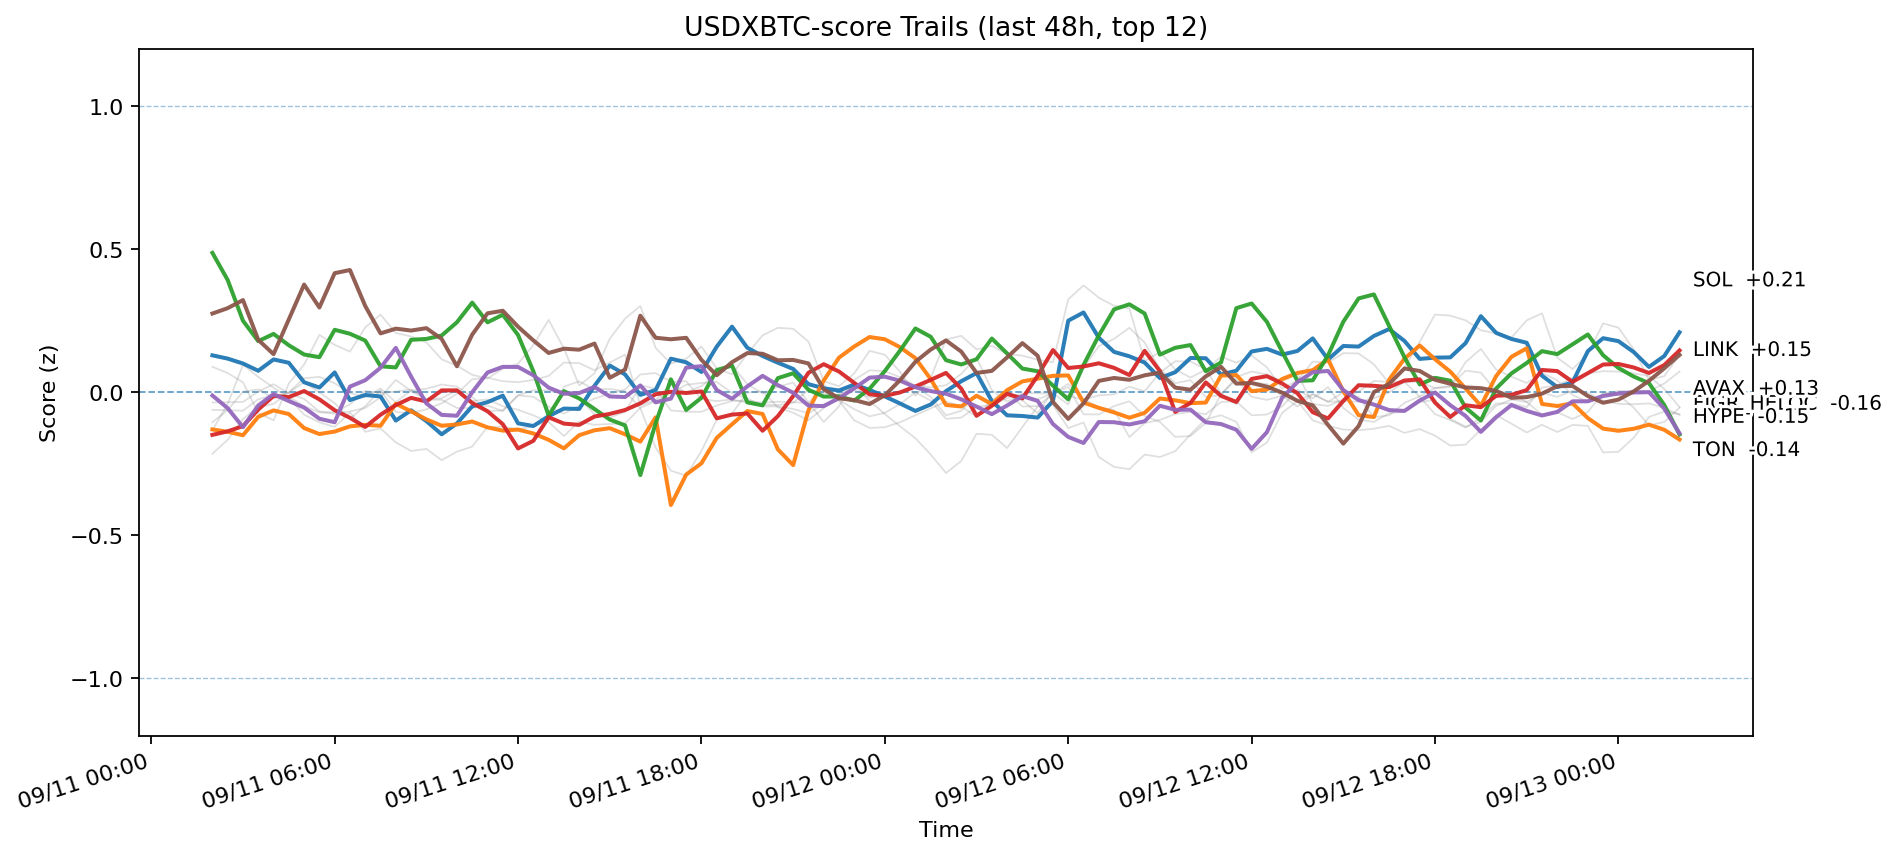 USDXBTC-score Trails (last 48h, top 12)
1.0
0.5
0.0
−0.5
−1.0
Score (z)
SOL +0.21
LINK +0.15
AVAX +0.13
-0.16
HYPE -0.15
TON -0.14
09/11 00:00
09/11 06:00
09/11 12:00
09/11 18:00
09/12 00:00
09/12 06:00
09/12 12:00
09/12 18:00
09/13 00:00
Time